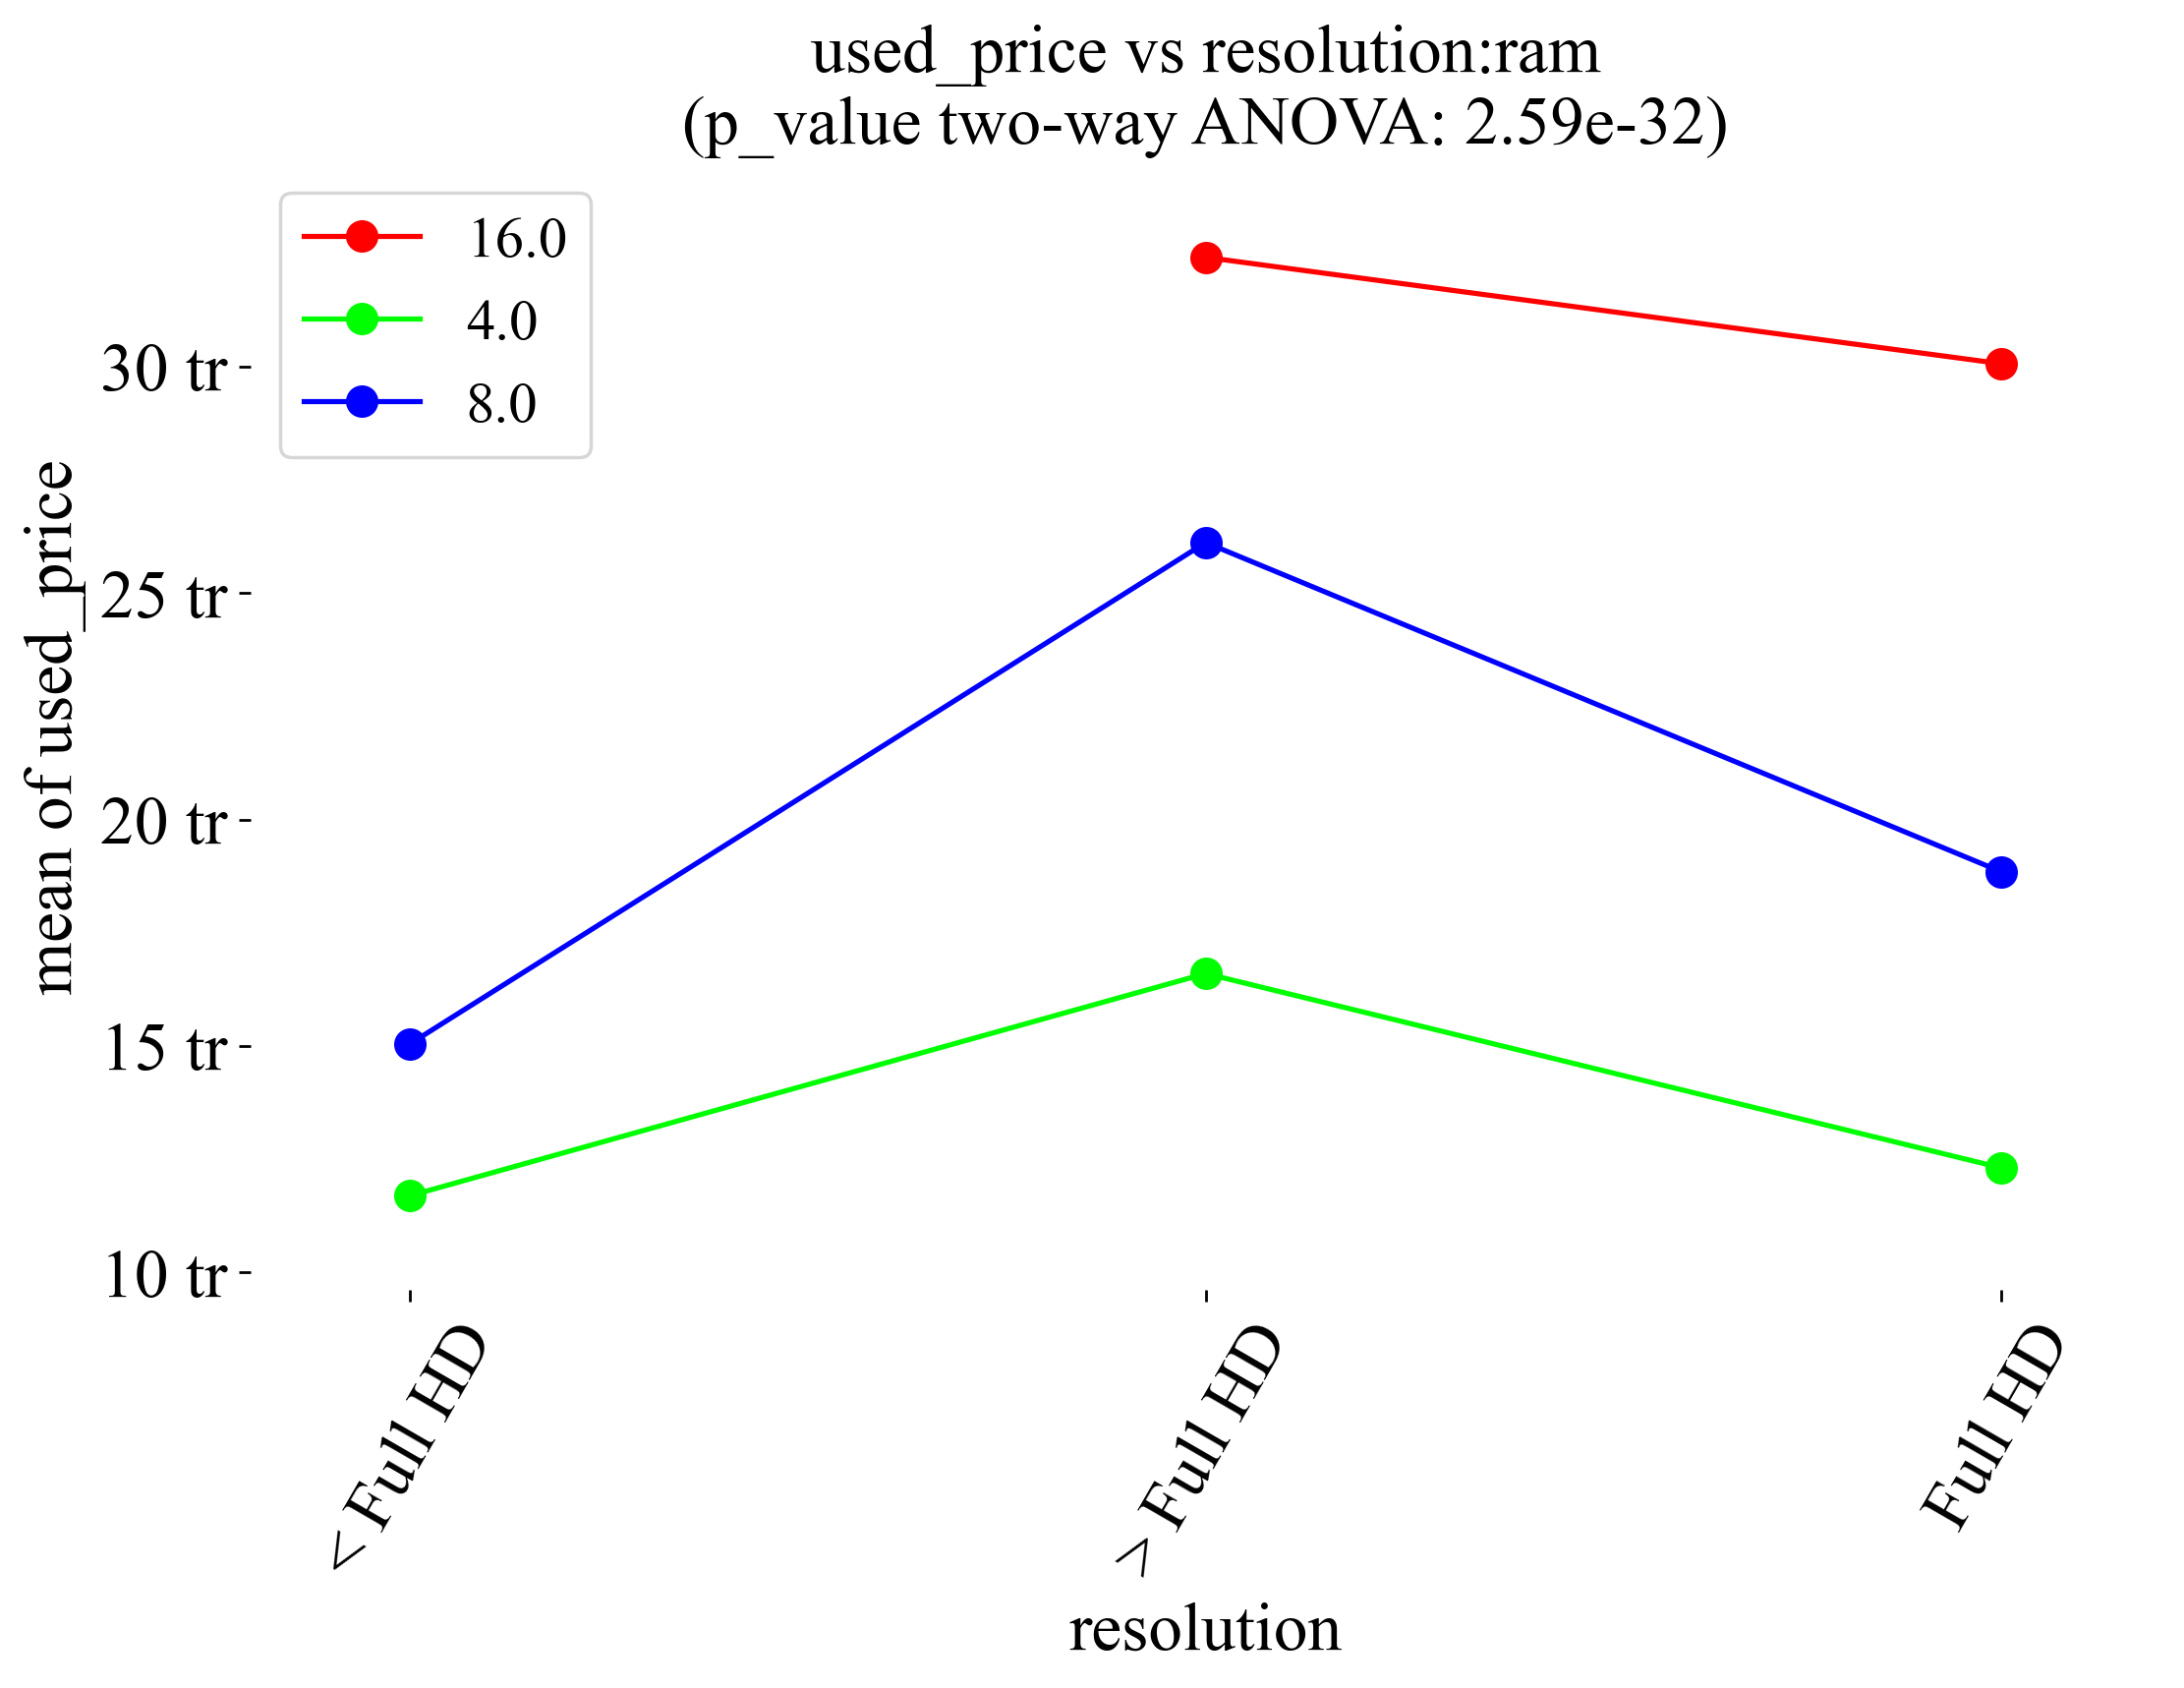 used_price vs resolution::ram
(p_value two-way ANOVA: 2.59e-32)
16.0
4.0
8.0
mean of used_price
30 tr
25 tr
20 tr
15 tr
10 tr
< Full HD
> Full HD
Full HD
resolution